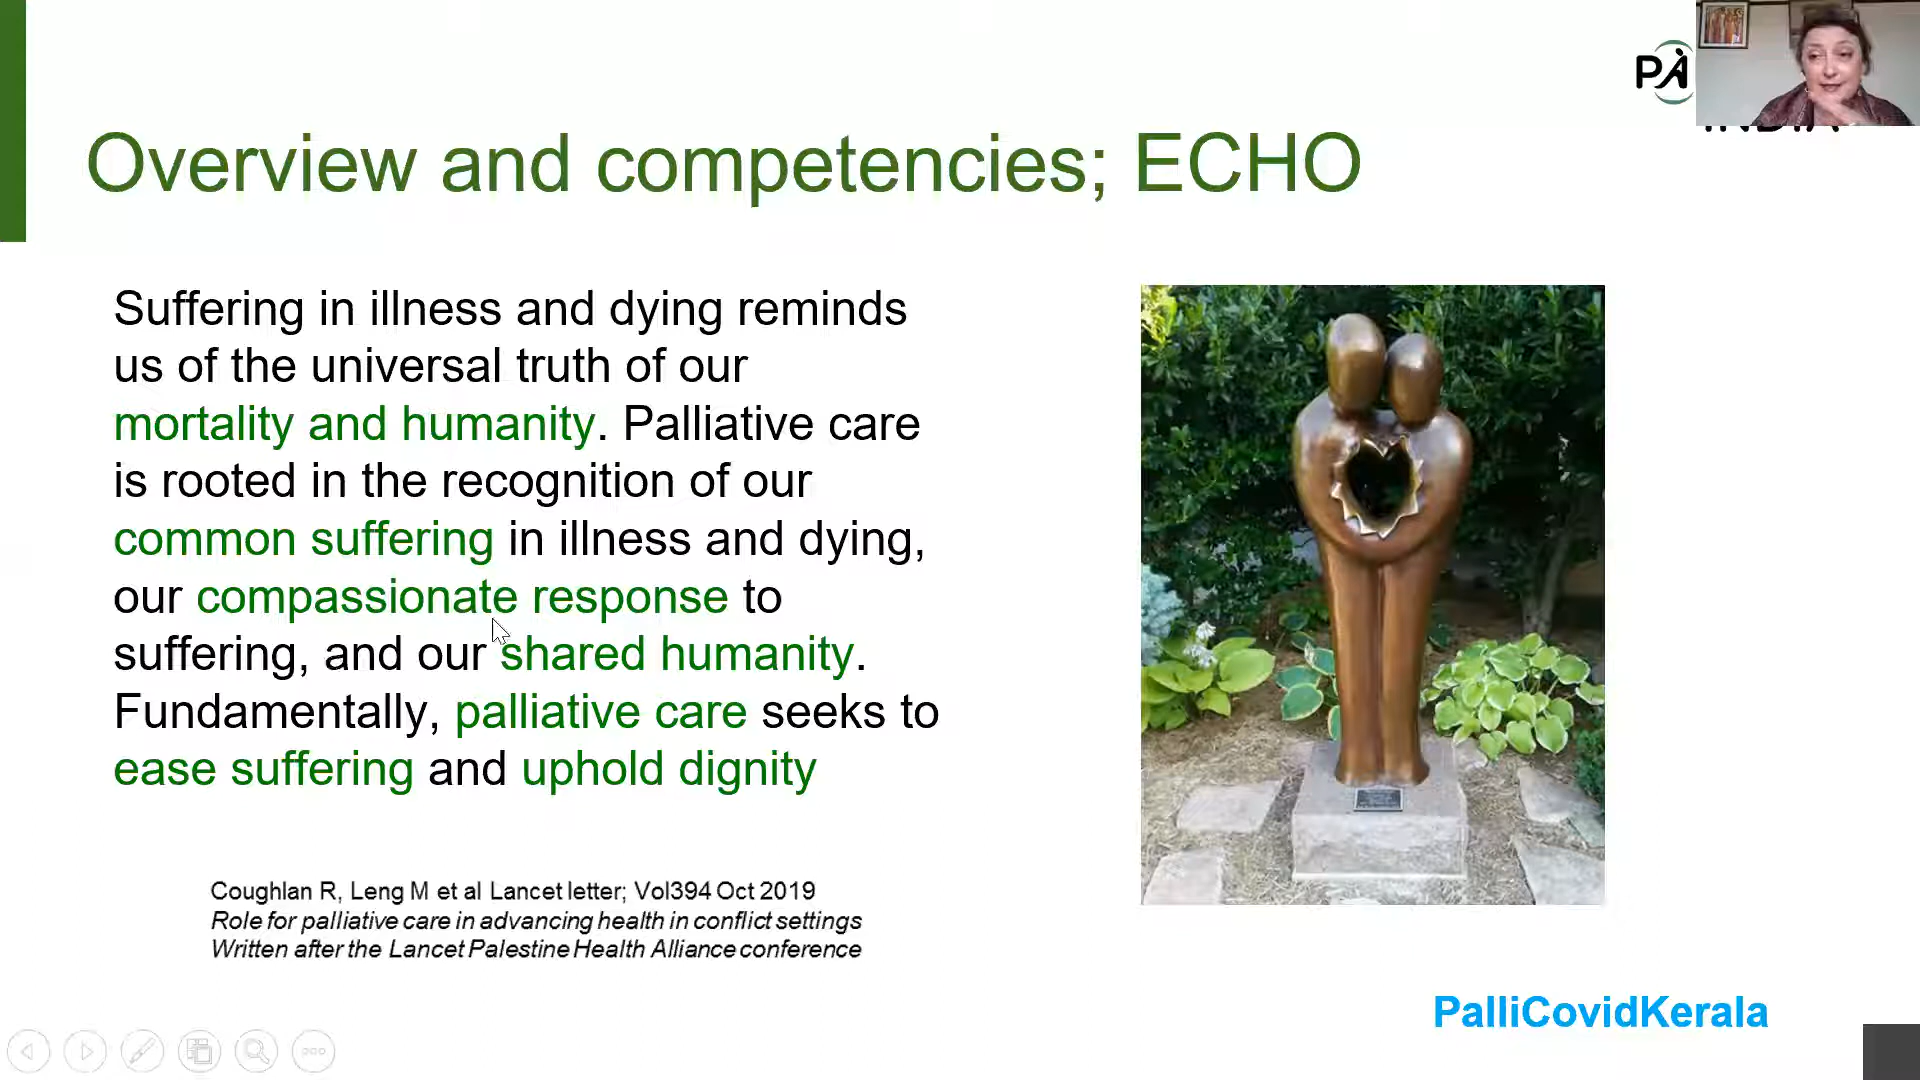 PA
INDIA
Overview and competencies; ECHO
Suffering in illness and dying reminds
us of the universal truth of our
mortality and humanity. Palliative care
is rooted in the recognition of our
common suffering in illness and dying,
our compassionate response to
suffering, and our shared humanity.
Fundamentally, palliative care seeks to
ease suffering and uphold dignity
Coughlan R, Leng M et al Lancet letter; Vol394 Oct 2019
Role for palliative care in advancing health in conflict settings
Written after the Lancet Palestine Health Alliance conference
PalliCovidKerala